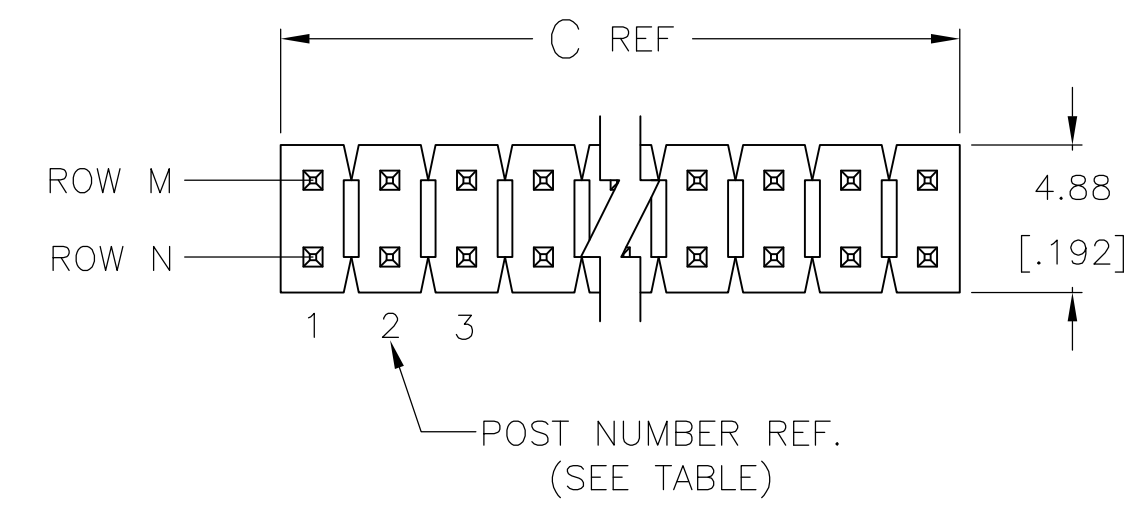 C REF
ROW M
4.88
[.192]
ROW N
1 2 3
POST NUMBER REF.
(SEE TABLE)